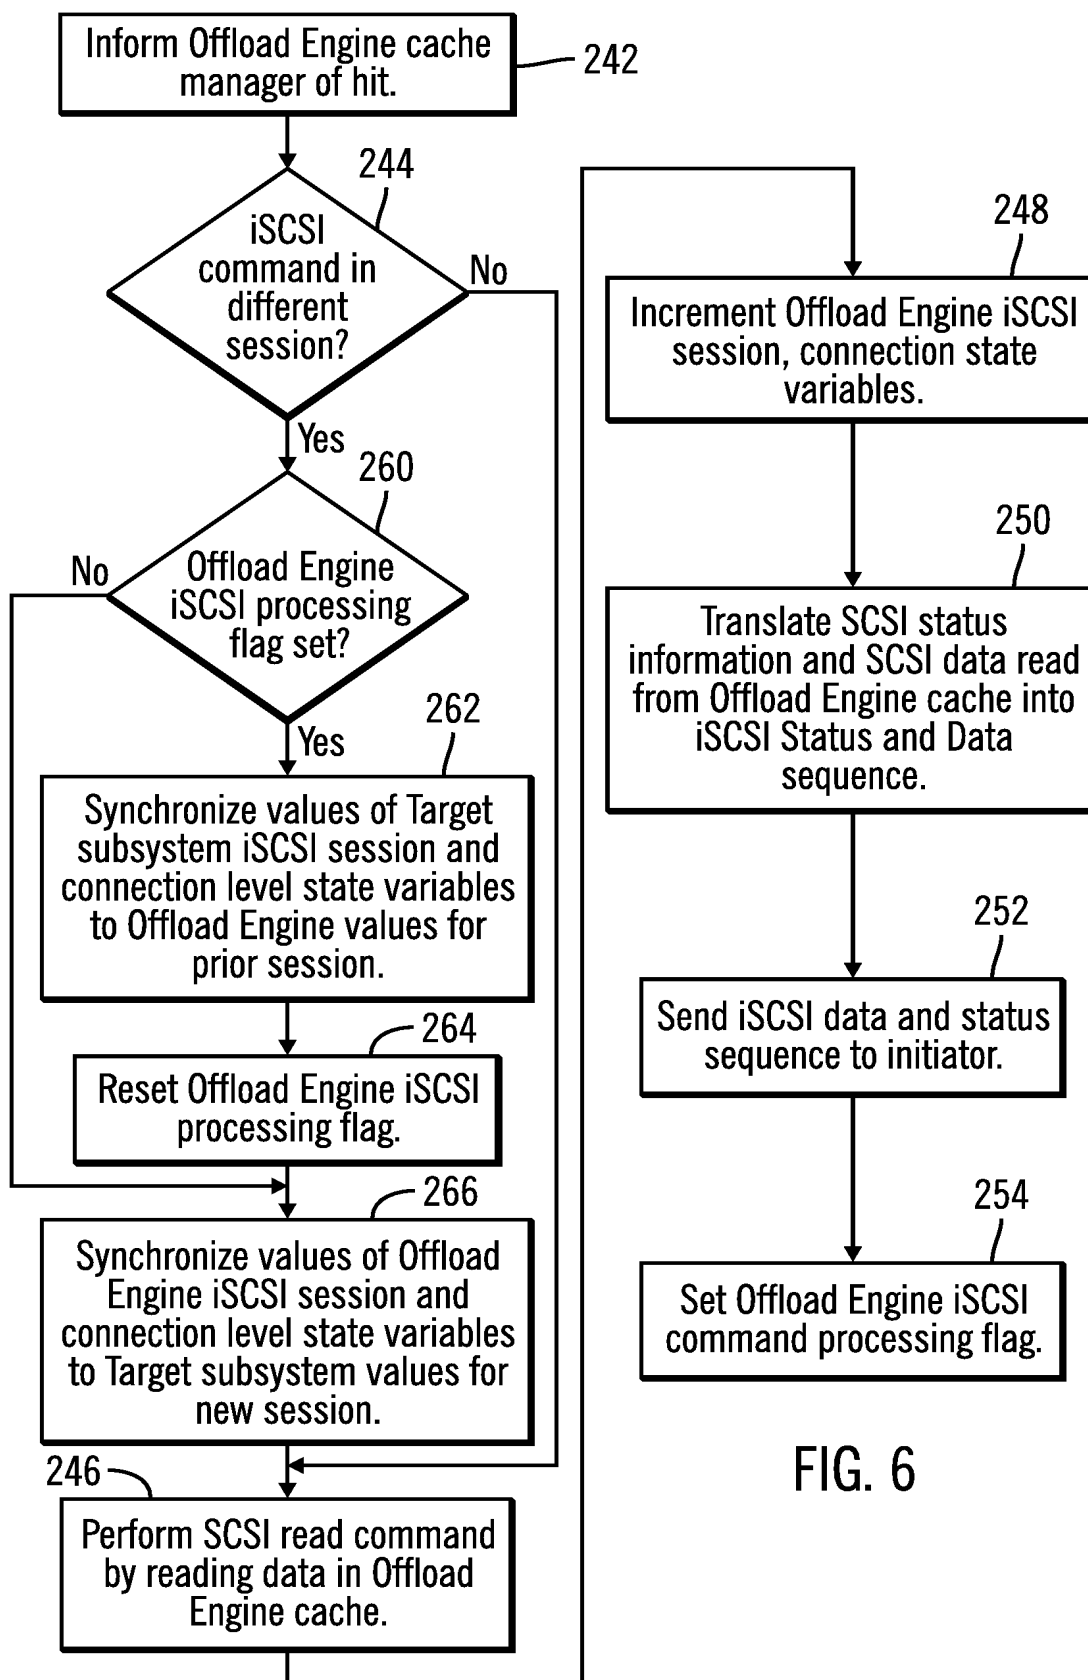 Inform Offload Engine cache
manager of hit.
242
244
iSCSI
command in
different
session?
No
Yes
260
Offload Engine
iSCSI processing
flag set?
No
Yes
262
Synchronize values of Target
subsystem iSCSI session and
connection level state variables
to Offload Engine values for
prior session.
264
Reset Offload Engine iSCSI
processing flag.
266
Synchronize values of Offload
Engine iSCSI session and
connection level state variables
to Target subsystem values for
new session.
246
Perform SCSI read command
by reading data in Offload
Engine cache.
248
Increment Offload Engine iSCSI
session, connection state
variables.
250
Translate SCSI status
information and SCSI data read
from Offload Engine cache into
iSCSI Status and Data
sequence.
252
Send iSCSI data and status
sequence to initiator.
254
Set Offload Engine iSCSI
command processing flag.
FIG. 6